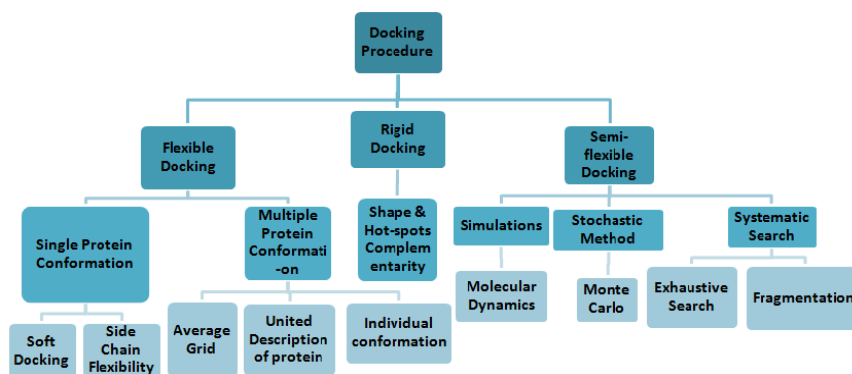 Docking
Procedure
Flexible
Docking
Rigid
Docking
Semi-
flexible
Docking
Single Protein
Conformation
Multiple
Protein
Conformati
-on
Shape &
Hot-spots
Complem
entarity
Simulations
Stochastic
Method
Systematic
Search
Soft
Docking
Side
Chain
Flexibility
Average
Grid
United
Description
of protein
Individual
conformation
Molecular
Dynamics
Monte
Carlo
Exhaustive
Search
Fragmentation